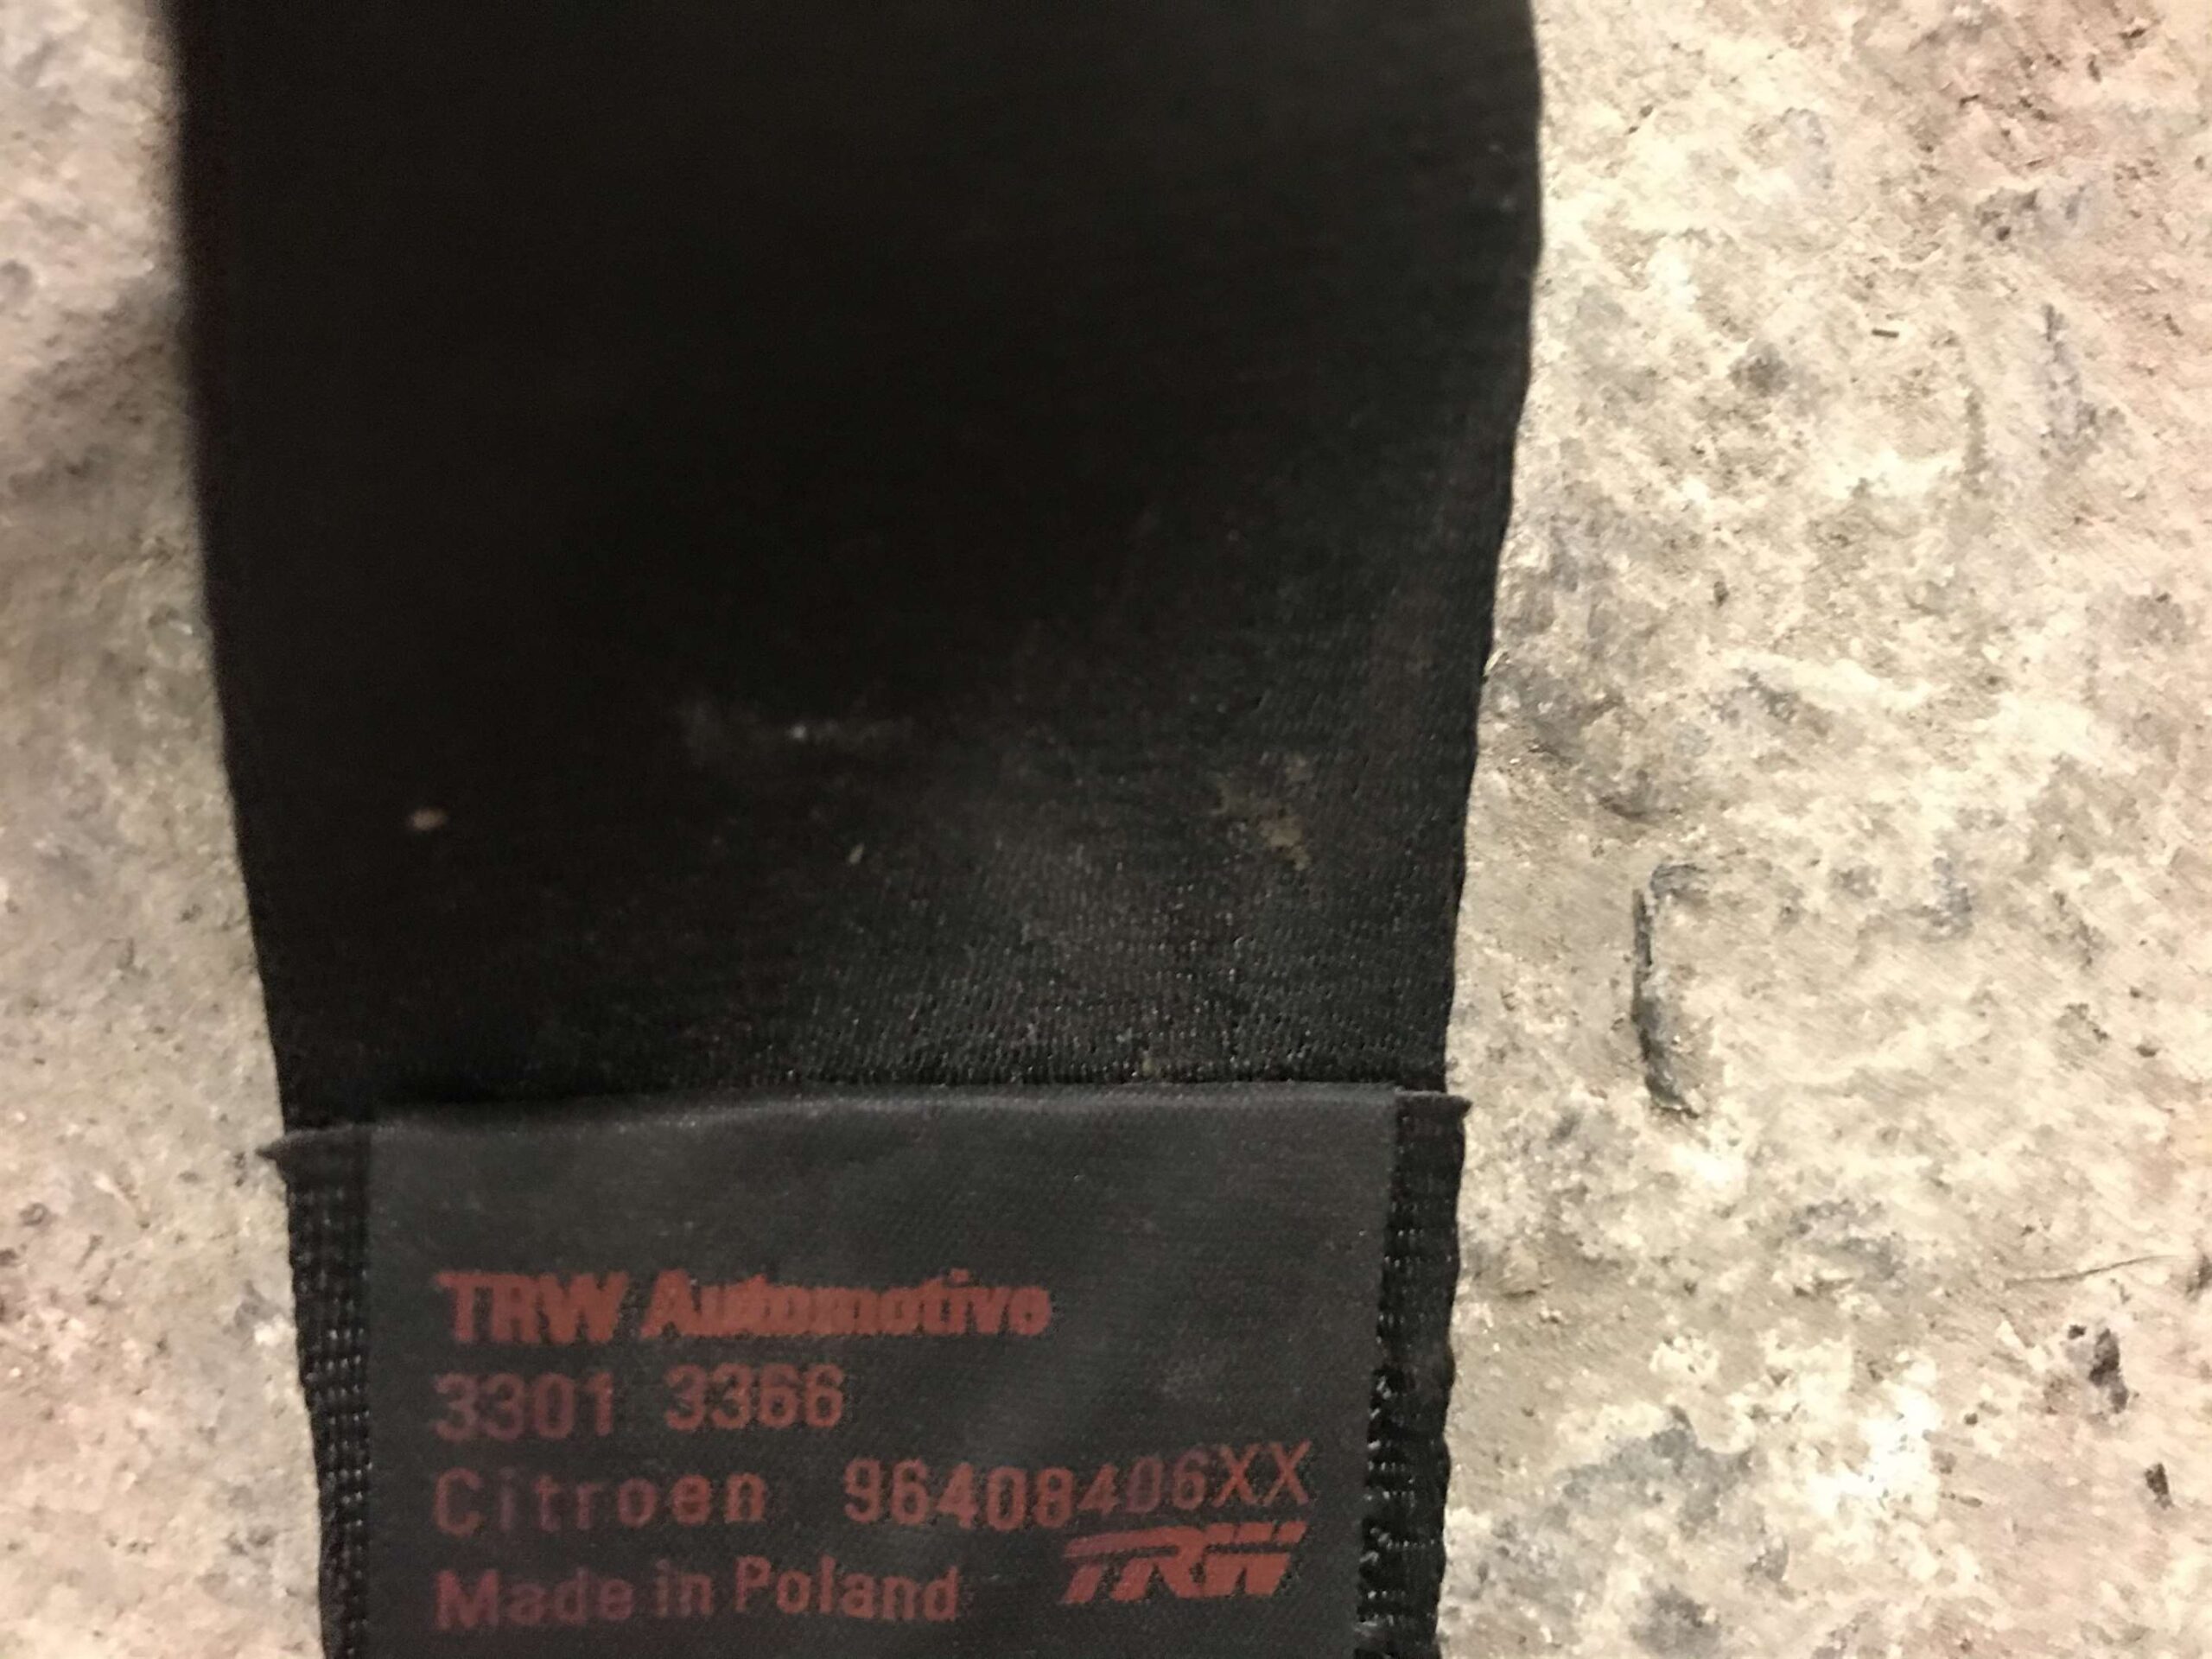 TRW Automotive
3301 3366
Citroen 96408406XX
TRW
Made in Poland